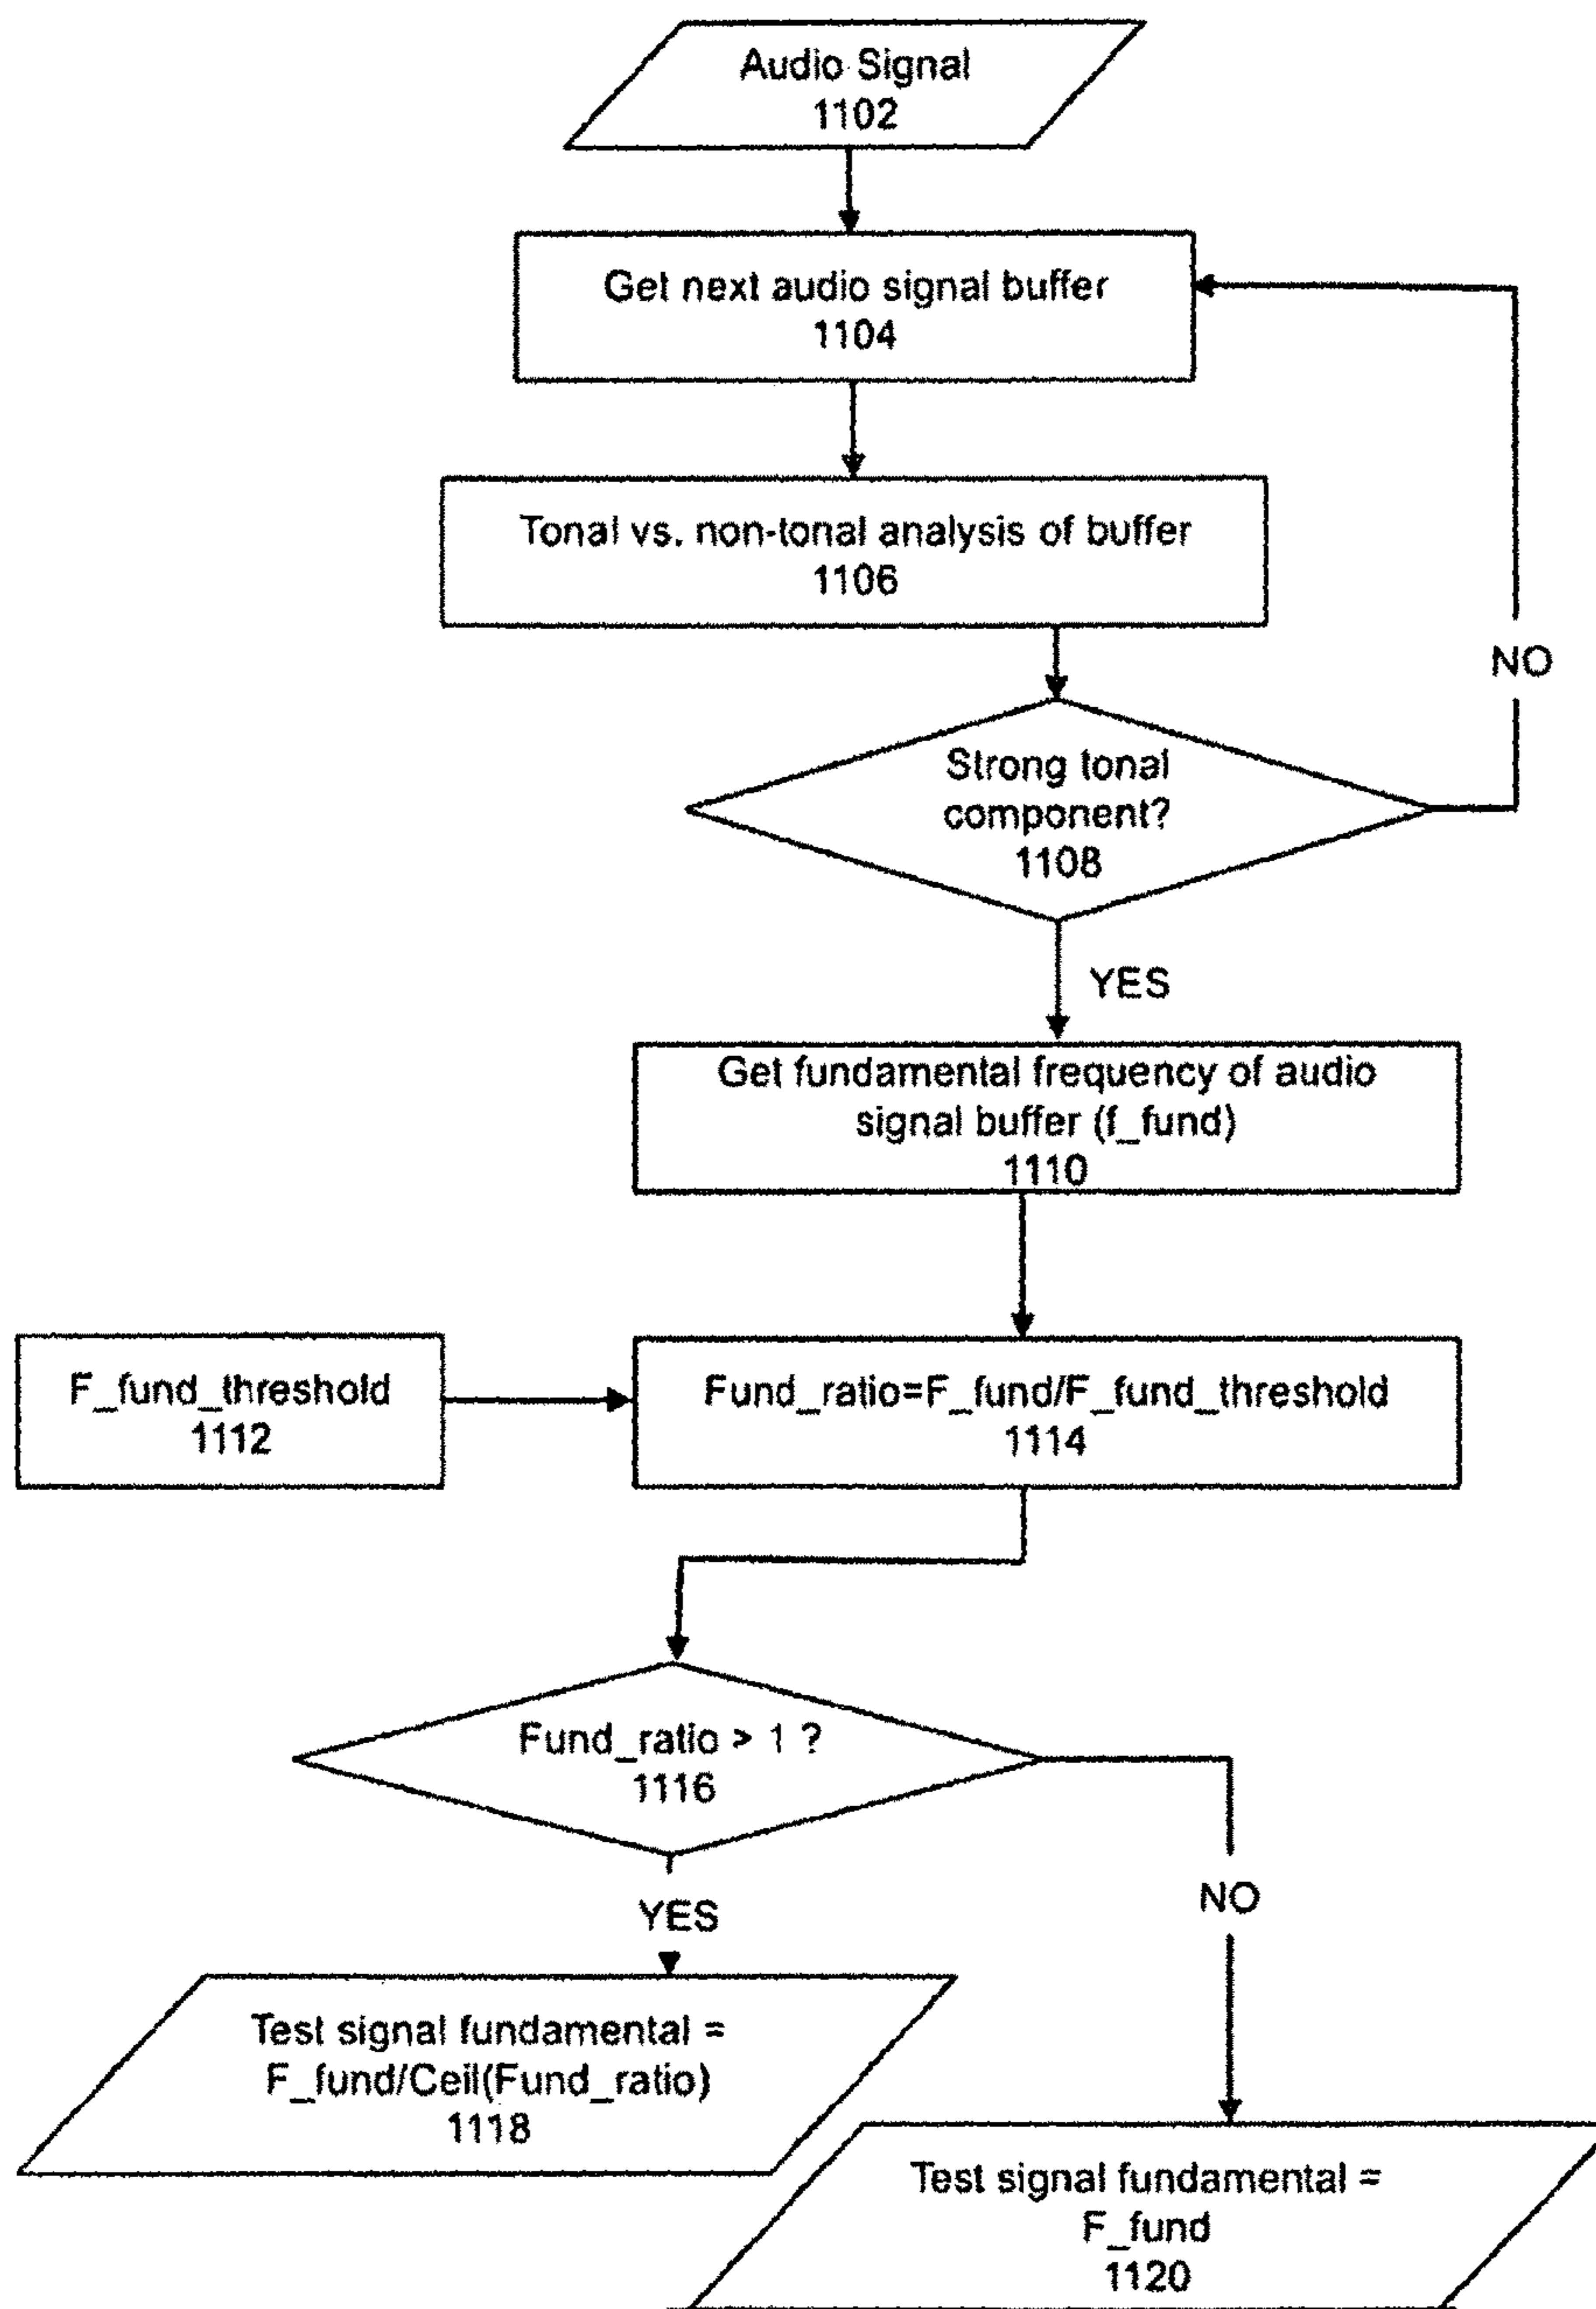 Audio Signal
1102
Get next audio signal buffer
1104
Tonal vs. non-tonal analysis of buffer
1106
NO
Strong tonal
component?
1108
YES
Get fundamental frequency of audio
signal buffer (f_fund)
1110
F_fund_threshold
1112
Fund_ratio=F_fund/F_fund_threshold
1114
Fund_ratio > 1 ?
1116
YES
NO
Test signal fundamental =
F_fund/Ceil(Fund_ratio)
1118
Test signal fundamental =
F_fund
1120